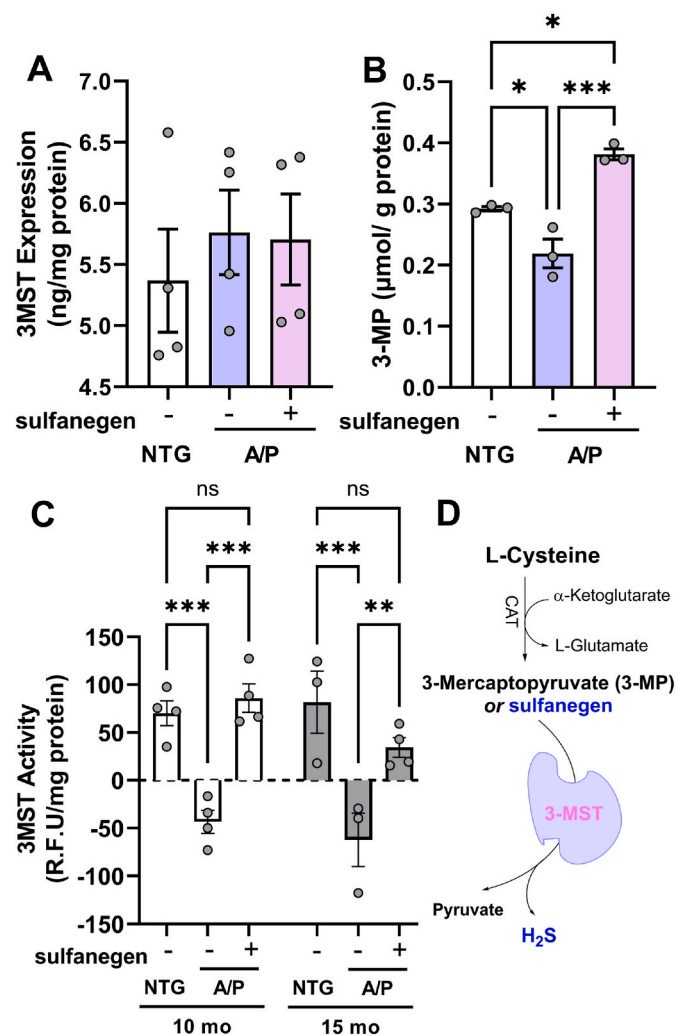 A
3MST Expression
(ng/mg protein)
7.0
6.5
6.0
5.5
5.0
4.5
sulfanegen - - +
NTG A/P
B
3-MP (µmol/ g protein)
0.5
0.4
0.3
0.2
0.1
0.0
*
* ***
sulfanegen - - +
NTG A/P
C
3MST Activity
(R.F.U/mg protein)
150
100
50
0
-50
-100
-150
ns ns
*** ***
*** **
sulfanegen - - + - - +
NTG A/P NTG A/P
10 mo 15 mo
D
L-Cysteine
CAT
α-Ketoglutarate
L-Glutamate
3-Mercaptopyruvate (3-MP)
or sulfanegen
3-MST
Pyruvate
H₂S